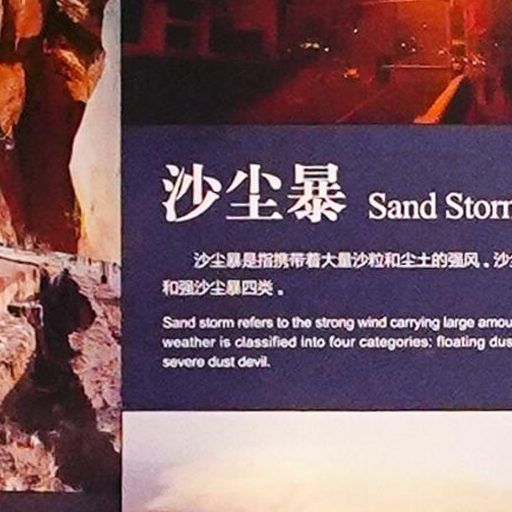 沙尘暴 Sand Storm
沙尘暴是指携带着大量沙粒和尘土的强风。沙
和强沙尘暴四类。
Sand storm refers to the strong wind carrying large
weather is classified into four categories: floating
severe dust devil.